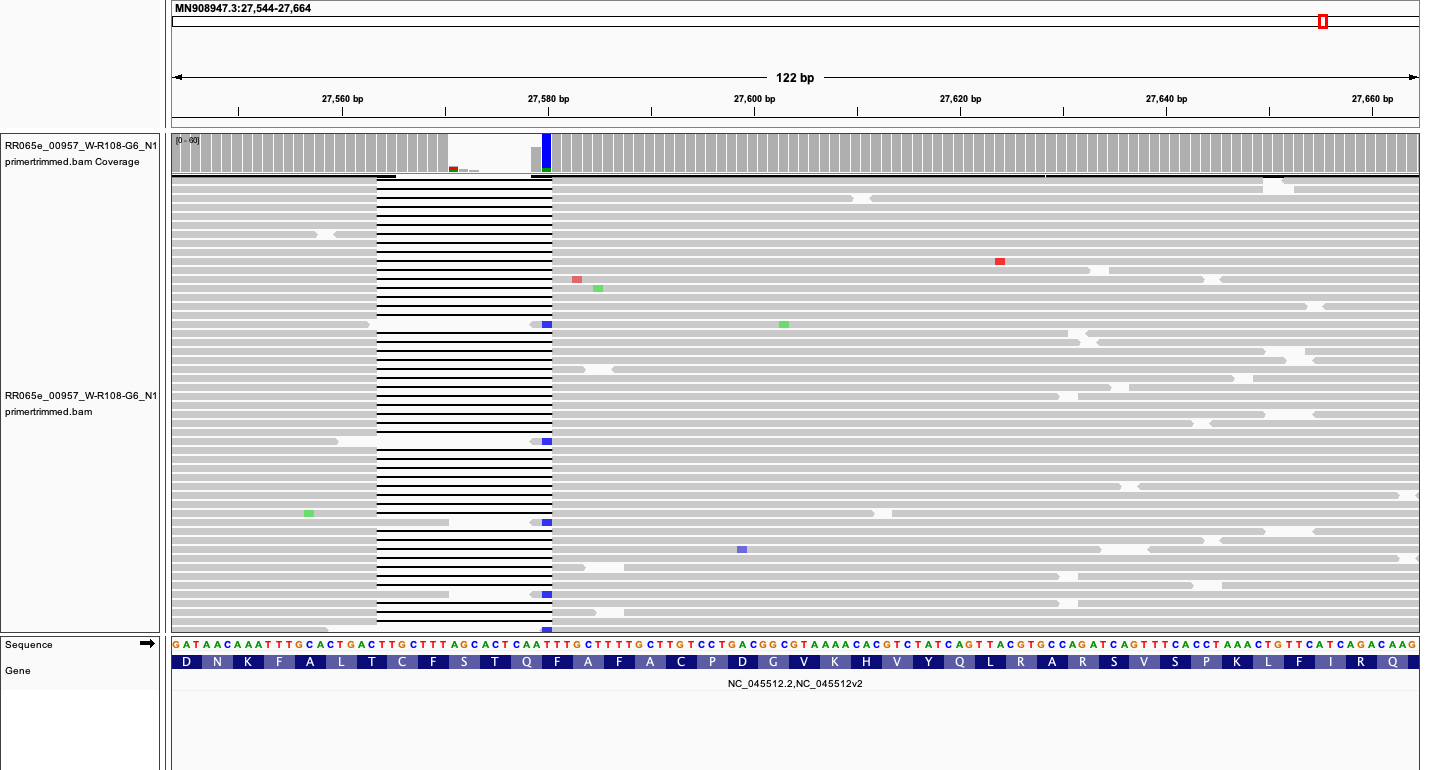 MN908947.3:27,544-27,664
122 bp
27,560 bp 27,580 bp 27,600 bp 27,620 bp 27,640 bp 27,660 bp
RR065e_00957_W-R108-G6_N1
primertrimmed.bam Coverage
[0 - 60]
RR065e_00957_W-R108-G6_N1
primertrimmed.bam
Sequence
GATAACAAATTTGCACTGACTTGCTTTAGCACTCAATTTGCTTTTGCTTGTCCTGACGGCGTAAAACACGTCTATCAGTTACGTGCCAGATCAGTTTCACCTAAACTGTTCATCAGACAAG
Gene
D N K F A L T C F S T Q F A F A C P D G V K H V Y Q L R A R S V S P K L F I R Q
NC_045512.2,NC_045512v2